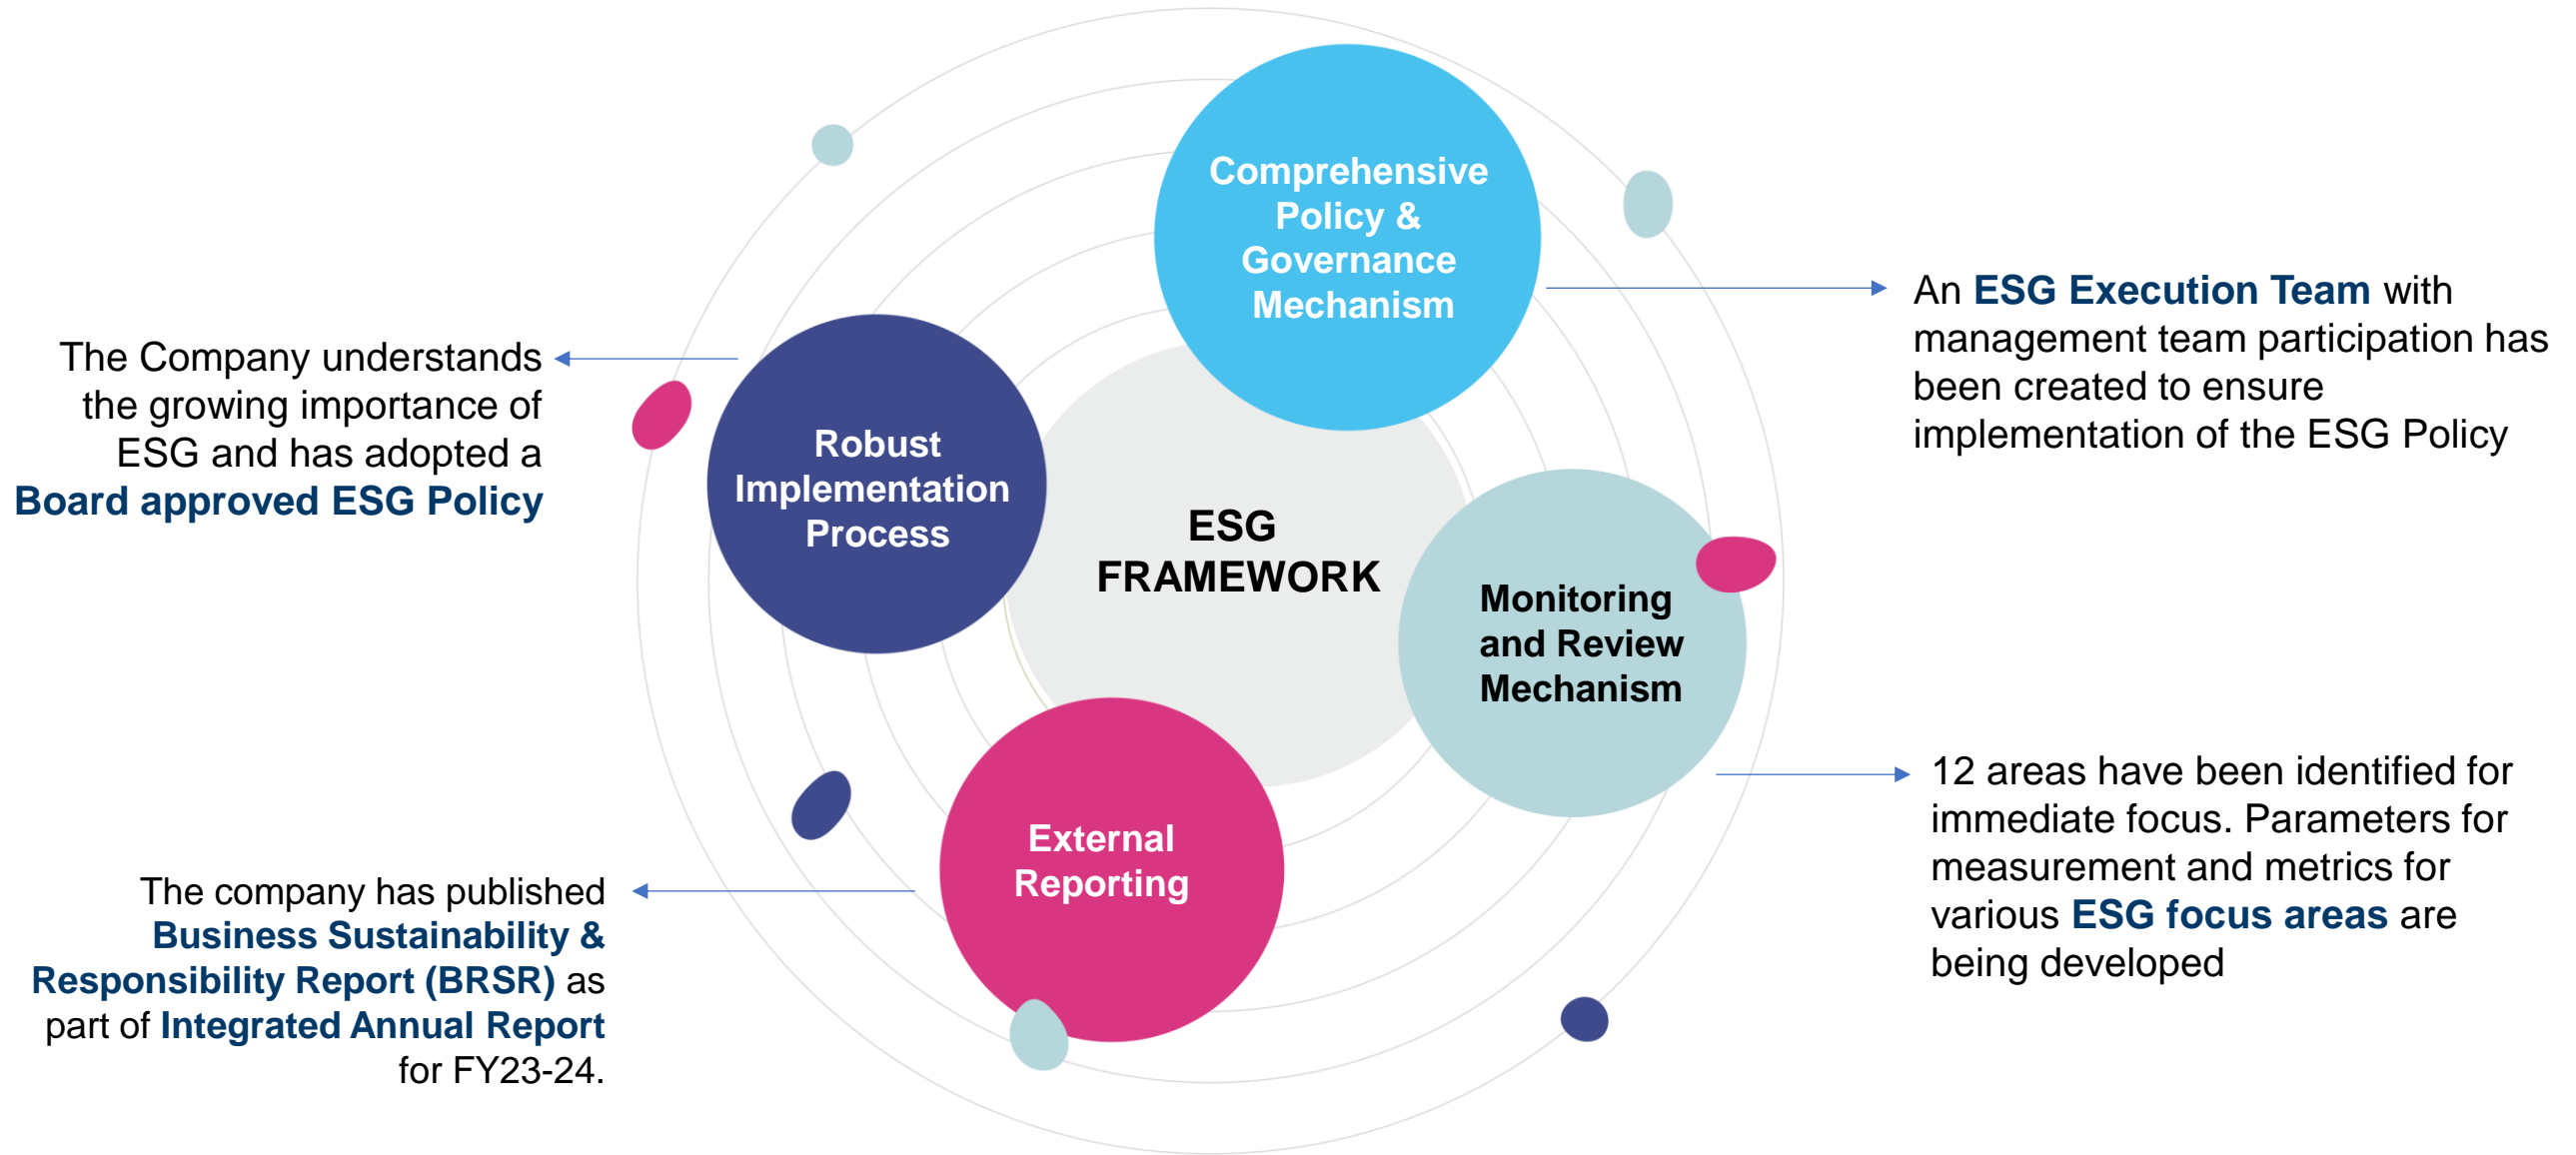 Comprehensive
Policy &
Governance
Mechanism
An ESG Execution Team with
management team participation has
been created to ensure
implementation of the ESG Policy
The Company understands
the growing importance of
ESG and has adopted a
Board approved ESG Policy
Robust
Implementation
Process
ESG
FRAMEWORK
Monitoring
and Review
Mechanism
12 areas have been identified for
immediate focus. Parameters for
measurement and metrics for
various ESG focus areas are
being developed
External
Reporting
The company has published
Business Sustainability &
Responsibility Report (BRSR) as
part of Integrated Annual Report
for FY23-24.